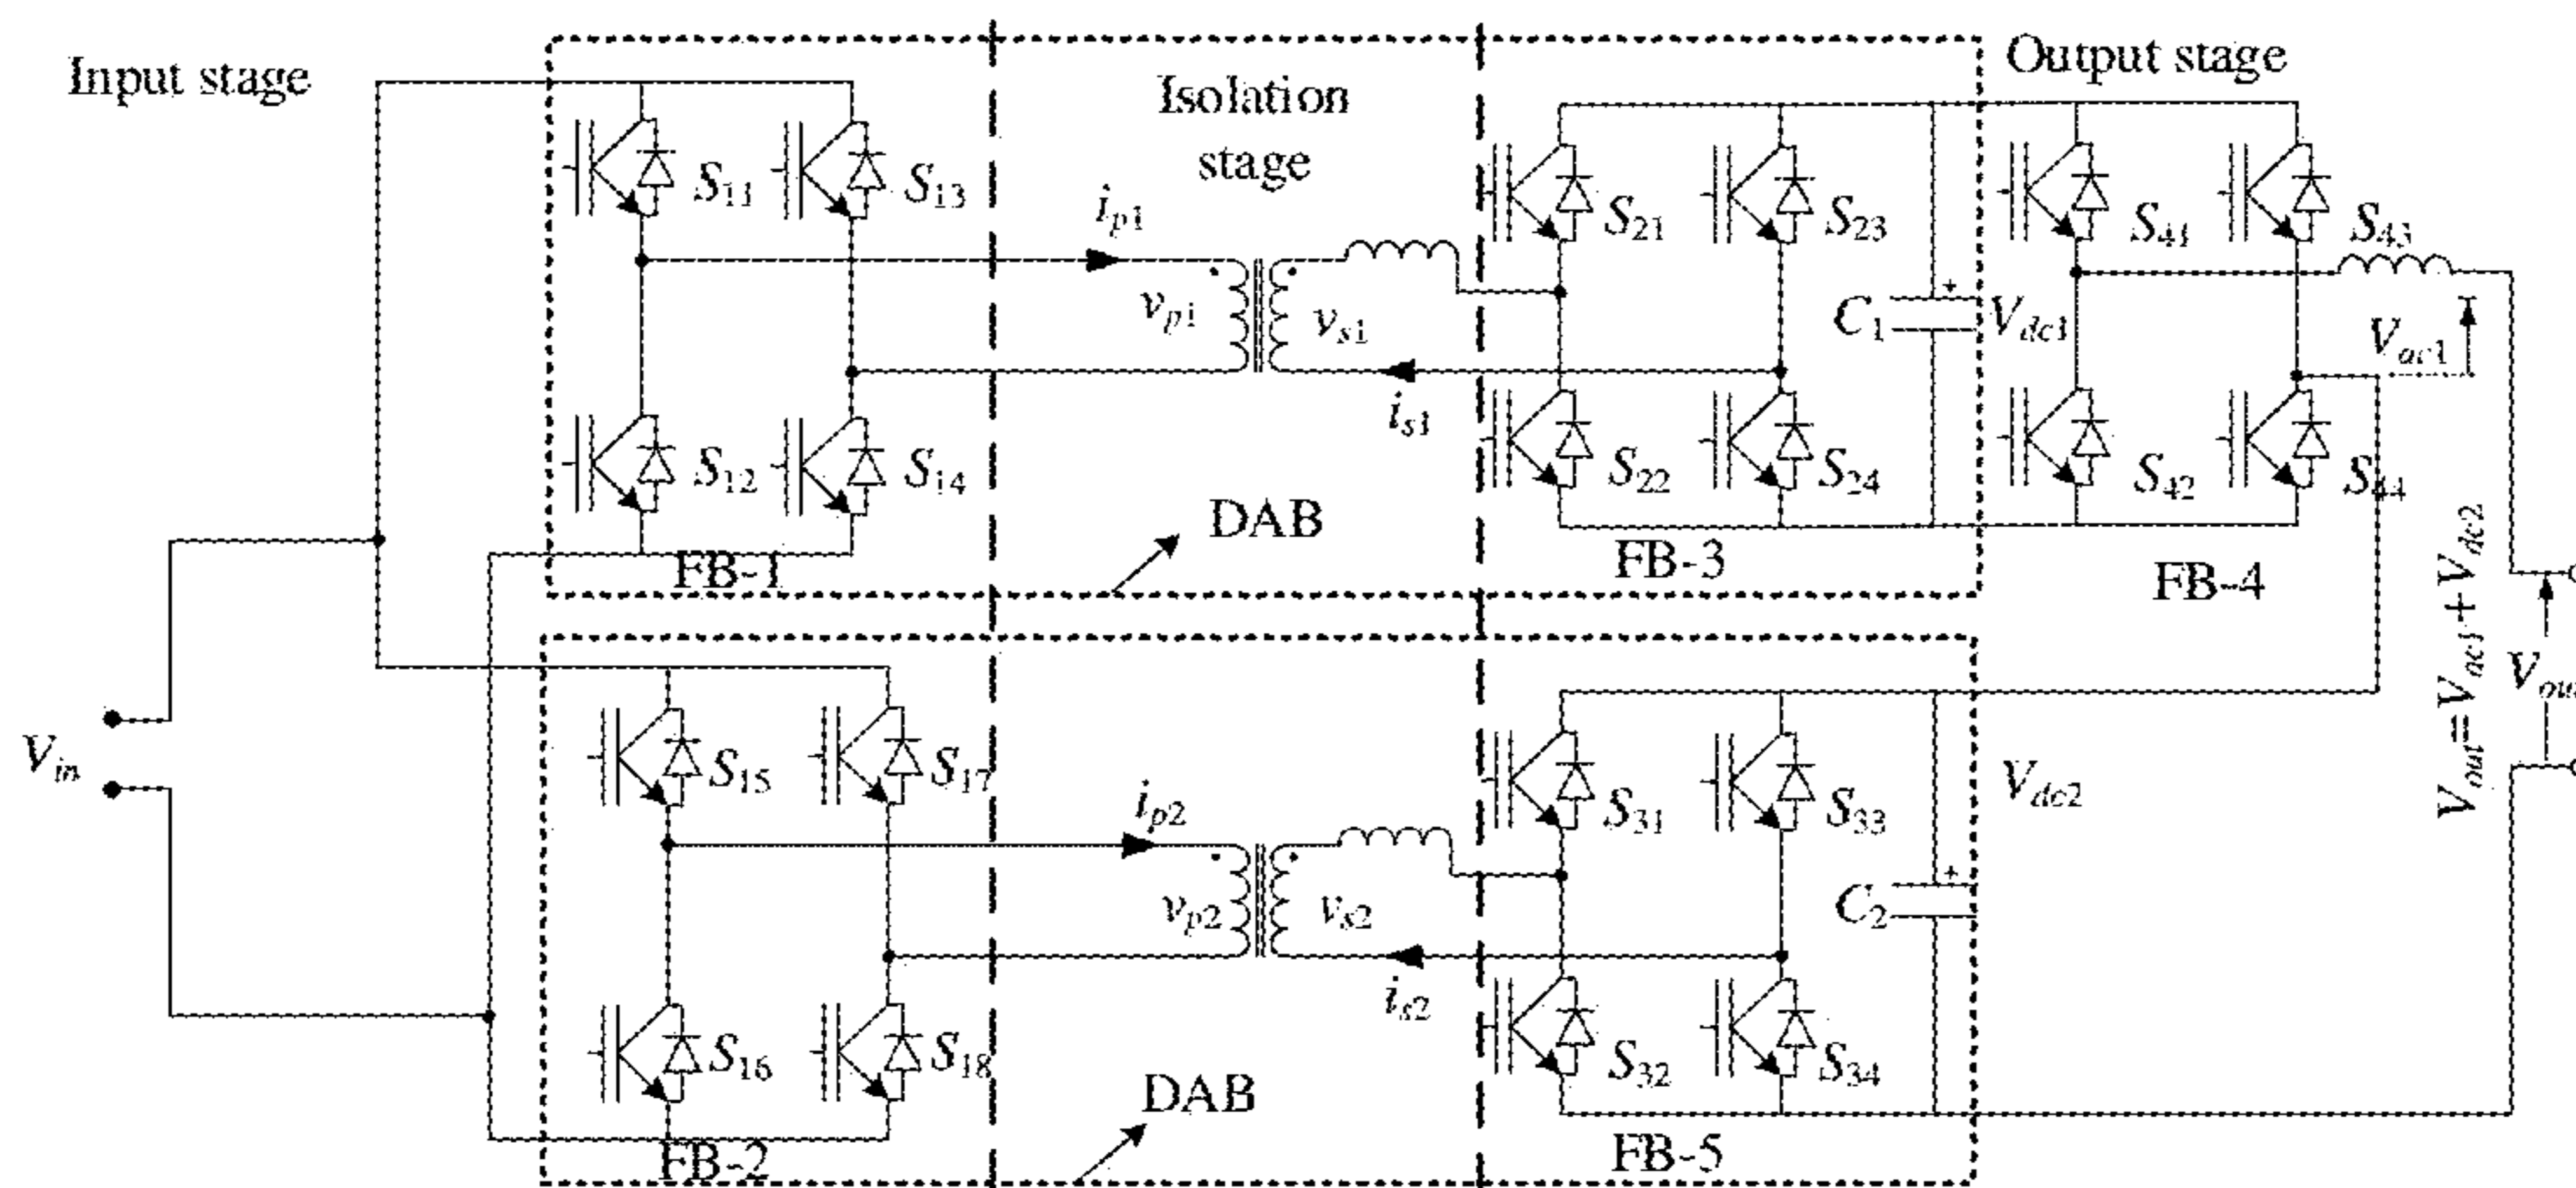 Input stage
Isolation
stage
Output stage
S11
S13
S12
S14
FB-1
ip1
vp1
vs1
is1
DAB
S21
S23
S22
S24
FB-3
C1
+
Vdc1
S41
S43
S42
S44
FB-4
Vac1
Vin
S15
S17
S16
S18
FB-2
ip2
vp2
vs2
is2
DAB
S31
S33
S32
S34
FB-5
C2
+
Vdc2
Vout=Vac1+Vdc2